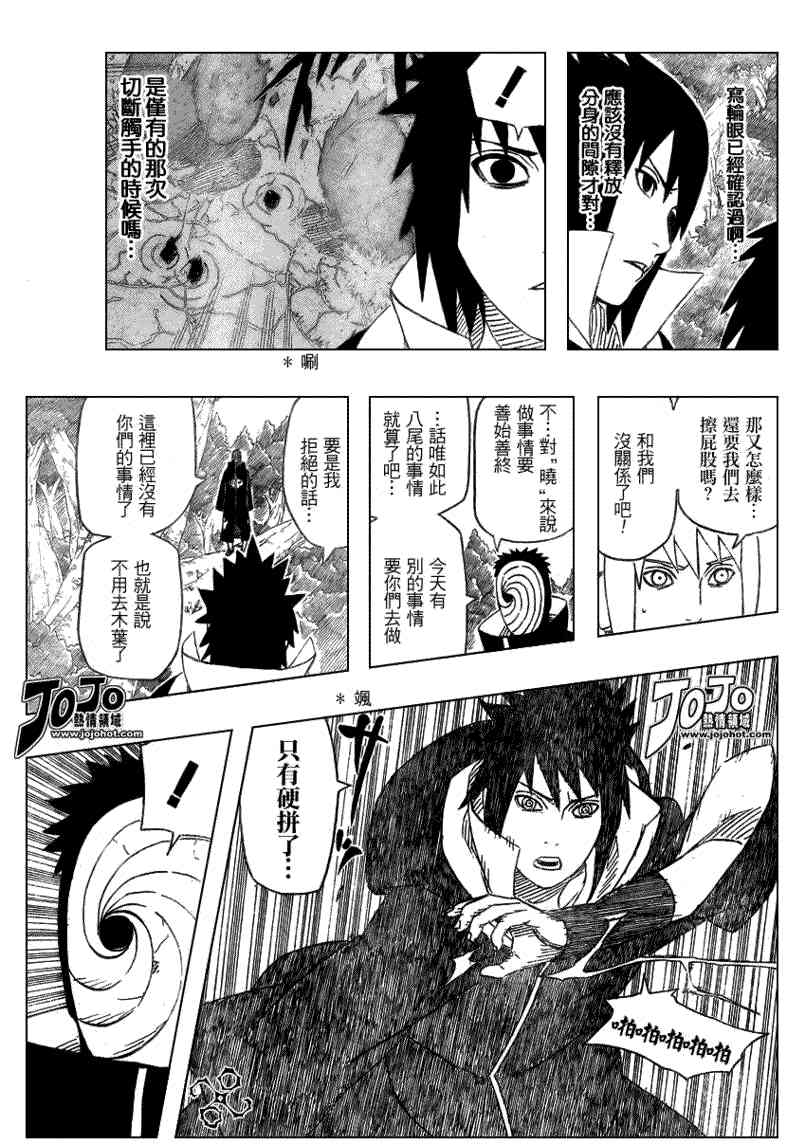 寫輪眼已經確認過啊…
應該沒有釋放
分身的間隙才對…
!
是僅有的那次
切斷觸手的時候嗎…
*唰
那又怎麼樣…
還要我們去
擦屁股嗎？
和我們
沒關係了吧！
不…對〝曉〝來說
做事情要
善始善終
…話唯如此
八尾的事情
就算了吧…
今天有
別的事情
要你們去做
要是我
拒絕的話…
這裡已經沒有
你們的事情了
也就是說
不用去木葉了
*颯
JOJO
熱情領域
www.jojohot.com
JOJO
熱情領域
www.jojohot.com
只有硬拼了…
啪啪啪啪啪
!